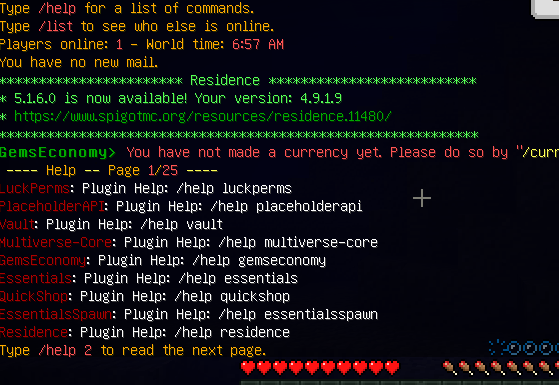 Type /help for a list of commands.
Type /list to see who else is online.
Players online: 1 - World time: 6:57 AM
You have no new mail.
************************ Residence ***************************
* 5.1.6.0 is now available! Your version: 4.9.1.9
* https://www.spigotmc.org/resources/residence.11480/
**************************************************************
GemsEconomy> You have not made a currency yet. Please do so by "/curr
---- Help -- Page 1/25 ----
LuckPerms: Plugin Help: /help luckperms
PlaceholderAPI: Plugin Help: /help placeholderapi
Vault: Plugin Help: /help vault
Multiverse-Core: Plugin Help: /help multiverse-core
GemsEconomy: Plugin Help: /help gemseconomy
Essentials: Plugin Help: /help essentials
QuickShop: Plugin Help: /help quickshop
EssentialsSpawn: Plugin Help: /help essentialsspawn
Residence: Plugin Help: /help residence
Type /help 2 to read the next page.